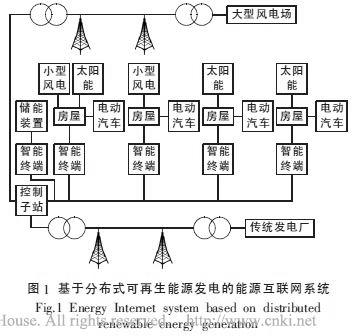 大型风电场
小型
风电
太阳
能
小型
风电
太阳
能
太阳
能
储能
装置
房屋
电动
汽车
房屋
电动
汽车
房屋
电动
汽车
房屋
电动
汽车
智能
终端
智能
终端
智能
终端
智能
终端
智能
终端
控制
子站
传统发电厂
图1 基于分布式可再生能源发电的能源互联网系统
Fig.1 Energy Internet system based on distributed
renewable energy generation
House. All rights reserved. http://www.cnki.net